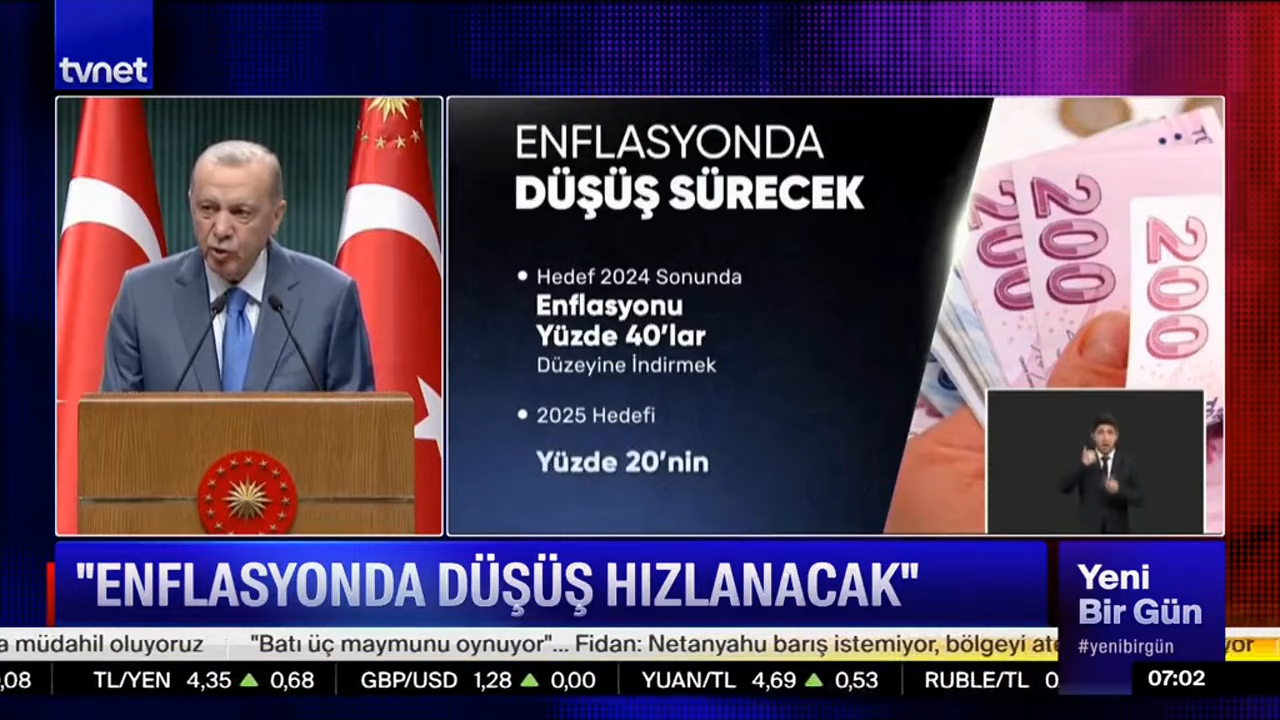 tvnet
ENFLASYONDA
DÜŞÜŞ SÜRECEK
• Hedef 2024 Sonunda
Enflasyonu
Yüzde 40'lar
Düzeyine İndirmek
• 2025 Hedefi
Yüzde 20'nin
200
200
200
"ENFLASYONDA DÜŞÜŞ HIZLANACAK"
Yeni
Bir Gün
#yenibirgün
müdahil oluyoruz "Batı üç maymunu oynuyor"... Fidan: Netanyahu barış istemiyor, bölgeyi
,08 TL/YEN 4,35 ▲ 0,68 GBP/USD 1,28 ▲ 0,00 YUAN/TL 4,69 ▲ 0,53 RUBLE/TL 0
07:02